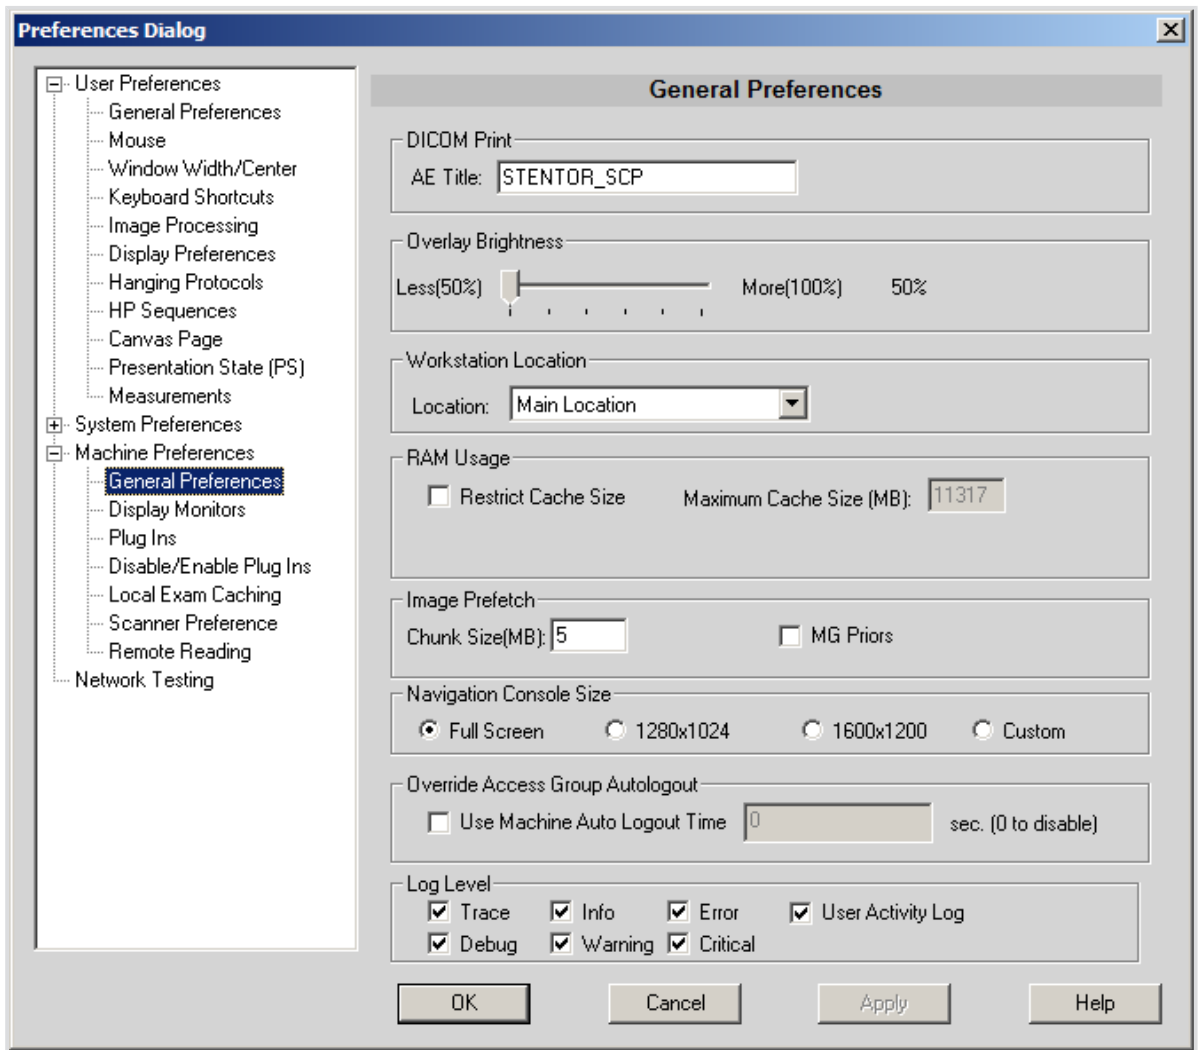 Preferences Dialog
User Preferences
General Preferences
Mouse
Window Width/Center
Keyboard Shortcuts
Image Processing
Display Preferences
Hanging Protocols
HP Sequences
Canvas Page
Presentation State (PS)
Measurements
System Preferences
Machine Preferences
General Preferences
Display Monitors
Plug Ins
Disable/Enable Plug Ins
Local Exam Caching
Scanner Preference
Remote Reading
Network Testing
General Preferences
DICOM Print
AE Title: STENTOR_SCP
Overlay Brightness
Less(50%) More(100%) 50%
Workstation Location
Location: Main Location
RAM Usage
Restrict Cache Size Maximum Cache Size (MB): 11317
Image Prefetch
Chunk Size(MB): 5 MG Priors
Navigation Console Size
Full Screen 1280x1024 1600x1200 Custom
Override Access Group Autologout
Use Machine Auto Logout Time 0 sec. (0 to disable)
Log Level
Trace Info Error User Activity Log
Debug Warning Critical
OK Cancel Apply Help